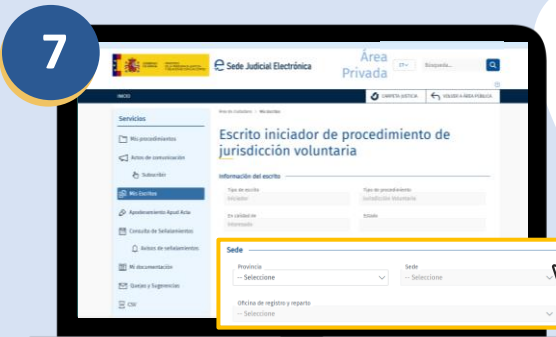 7
Sede Judicial Electrónica
Área
Privada
Búsqueda...
INICIO
CARPETA JUSTICIA
VOLVER A ÁREA PÚBLICA
Servicios
Mis procedimientos
Actos de comunicación
Subscribir
Mis Escritos
Apoderamiento Apud Acta
Consulta de Señalamientos
Avisos de señalamientos
Mi documentación
Quejas y Sugerencias
CSV
Escrito iniciador de procedimiento de
jurisdicción voluntaria
Información del escrito
Tipo de escrito
Iniciador
Tipo de procedimiento
Jurisdicción Voluntaria
En calidad de
Interesado
Estado
Sede
Provincia
-- Seleccione
Sede
-- Seleccione
Oficina de registro y reparto
-- Seleccione